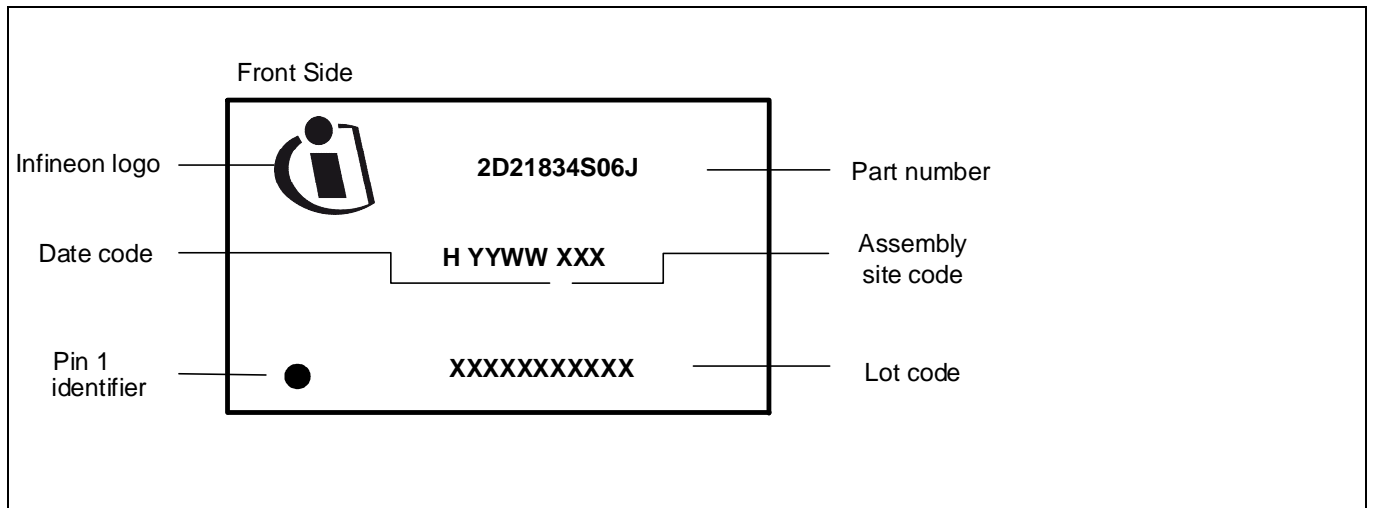 Front Side
Infineon logo
2D21834S06J
Part number
Date code
H YYWW XXX
Assembly
site code
Pin 1
identifier
XXXXXXXXXXX
Lot code